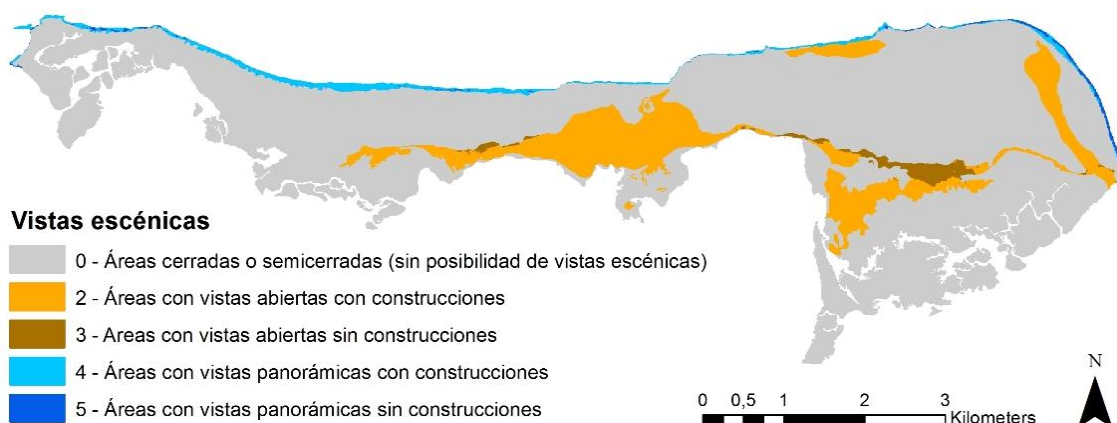 Vistas escénicas
0 - Áreas cerradas o semicerradas (sin posibilidad de vistas escénicas)
2 - Áreas con vistas abiertas con construcciones
3 - Areas con vistas abiertas sin construcciones
4 - Áreas con vistas panorámicas con construcciones
5 - Áreas con vistas panorámicas sin construcciones
N
0 0,5 1 2 3
Kilometers